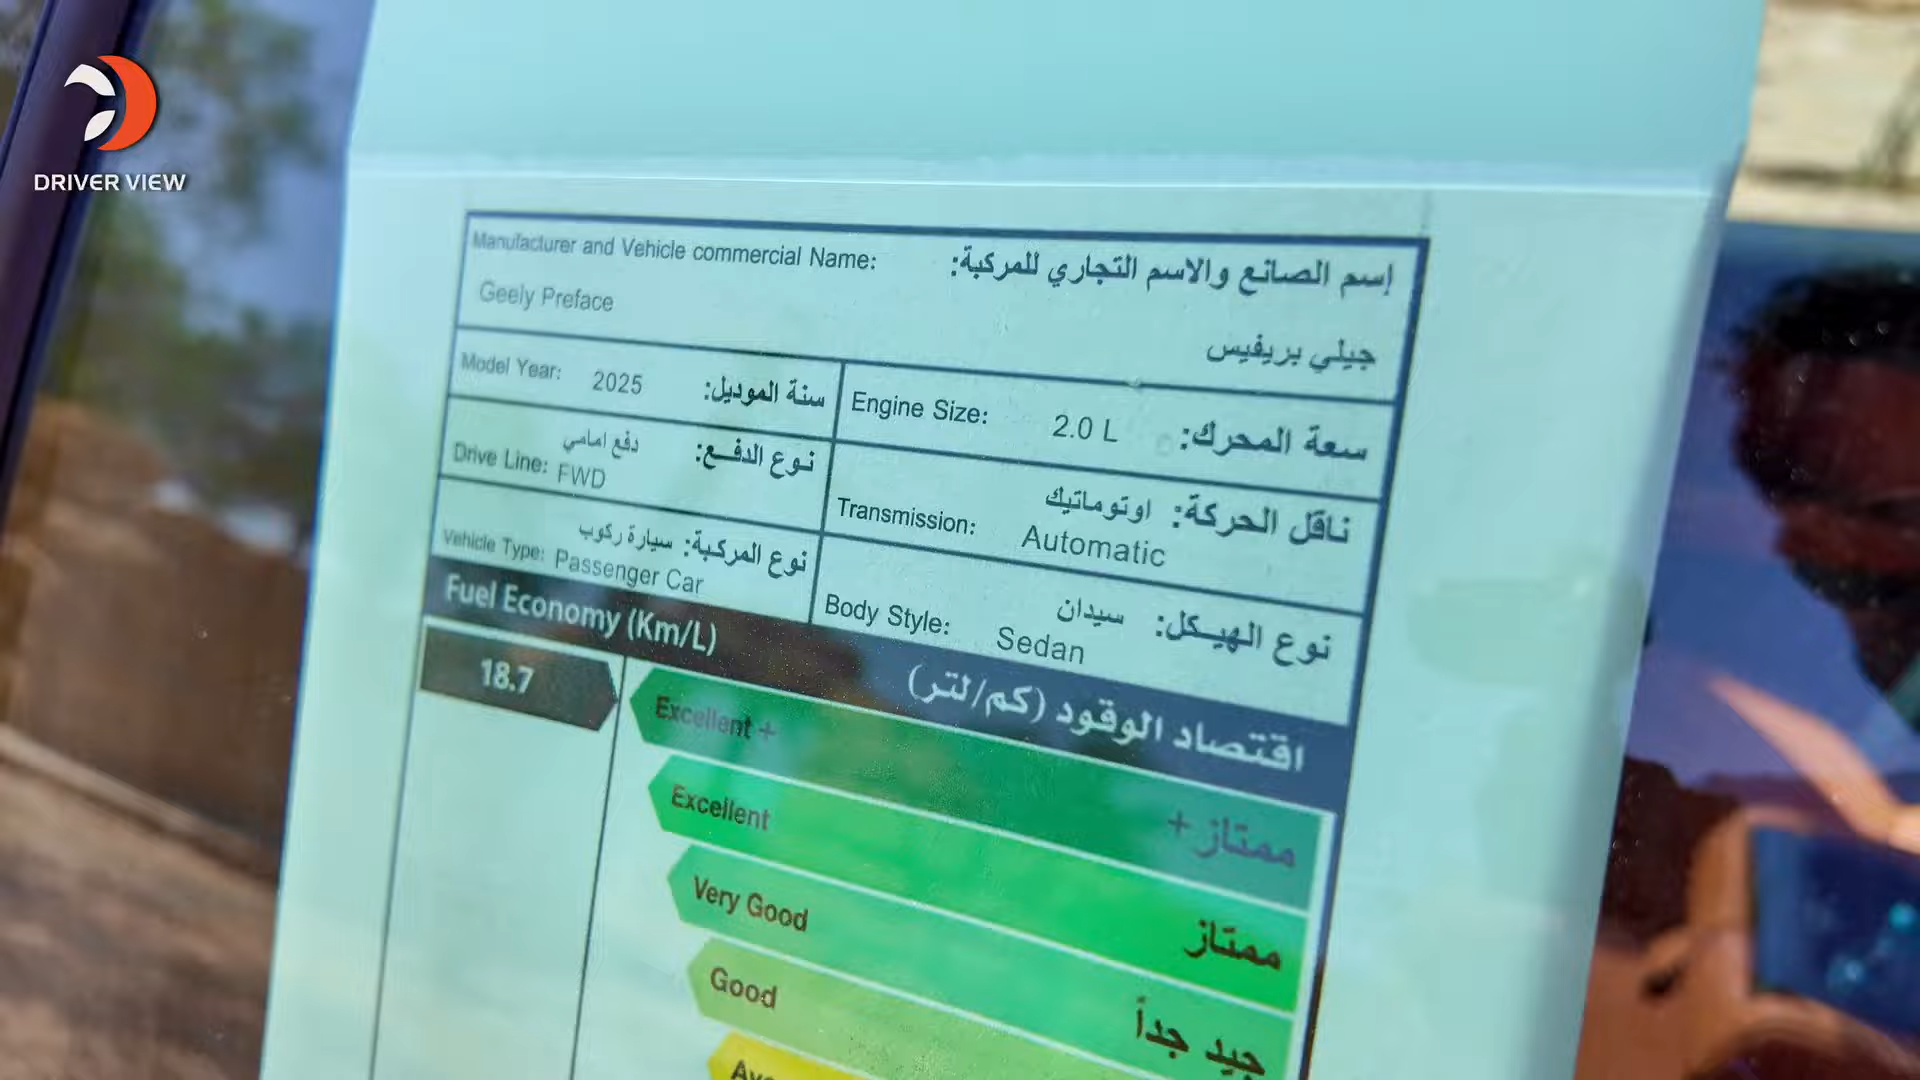 DRIVER VIEW
Manufacturer and Vehicle commercial Name: إسم الصانع والاسم التجاري للمركبة:
Geely Preface
جيلي بريفيس
Model Year: 2025 سنة الموديل:
Engine Size: 2.0 L سعة المحرك:
دفع امامي نوع الدفع:
Drive Line: FWD
اوتوماتيك ناقل الحركة:
Transmission: Automatic
سيارة ركوب نوع المركبة:
Vehicle Type: Passenger Car
سيدان نوع الهيكل:
Body Style: Sedan
Fuel Economy (Km/L) اقتصاد الوقود (كم/لتر)
18.7
Excellent + ممتاز +
Excellent ممتاز
Very Good جيد جداً
Good